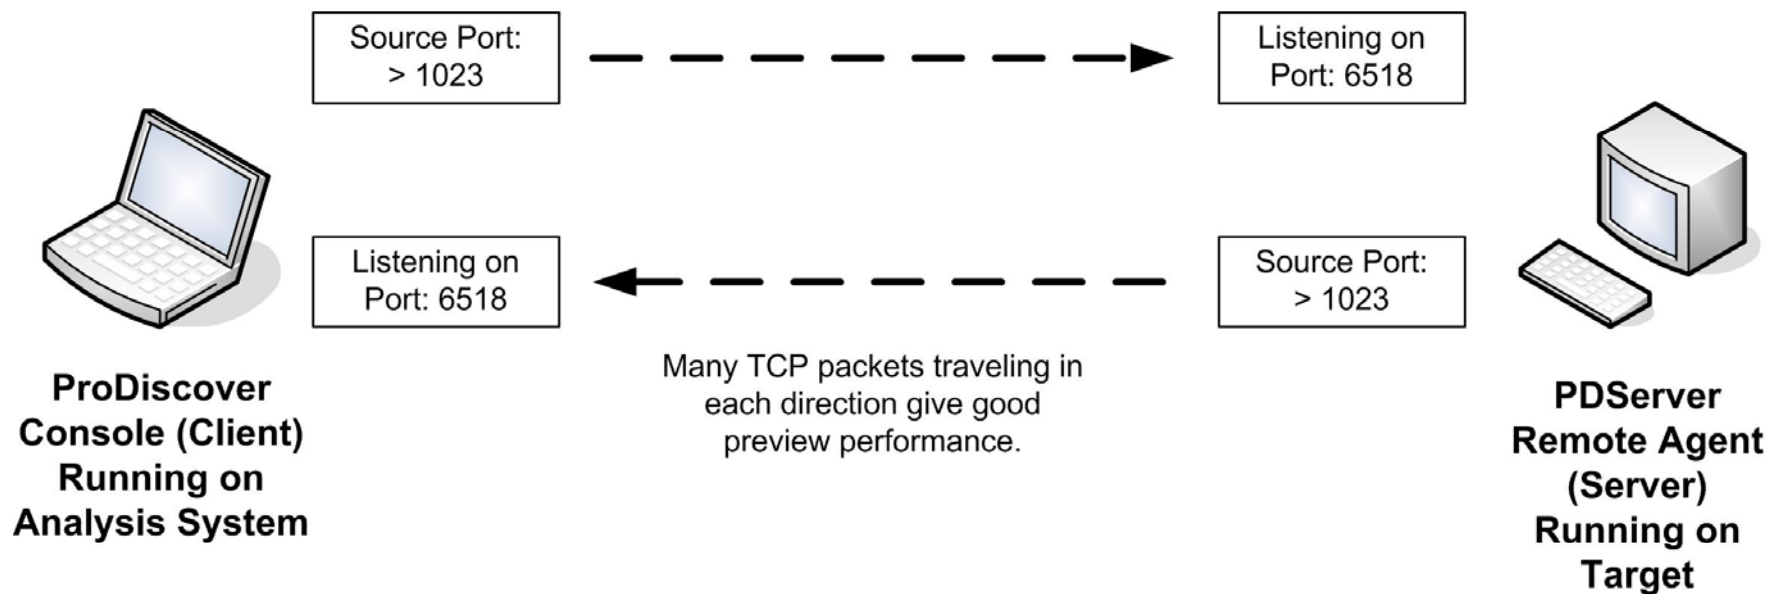 Source Port:
> 1023
Listening on
Port: 6518
Listening on
Port: 6518
Source Port:
> 1023
Many TCP packets traveling in
each direction give good
preview performance.
ProDiscover
Console (Client)
Running on
Analysis System
PDServer
Remote Agent
(Server)
Running on
Target